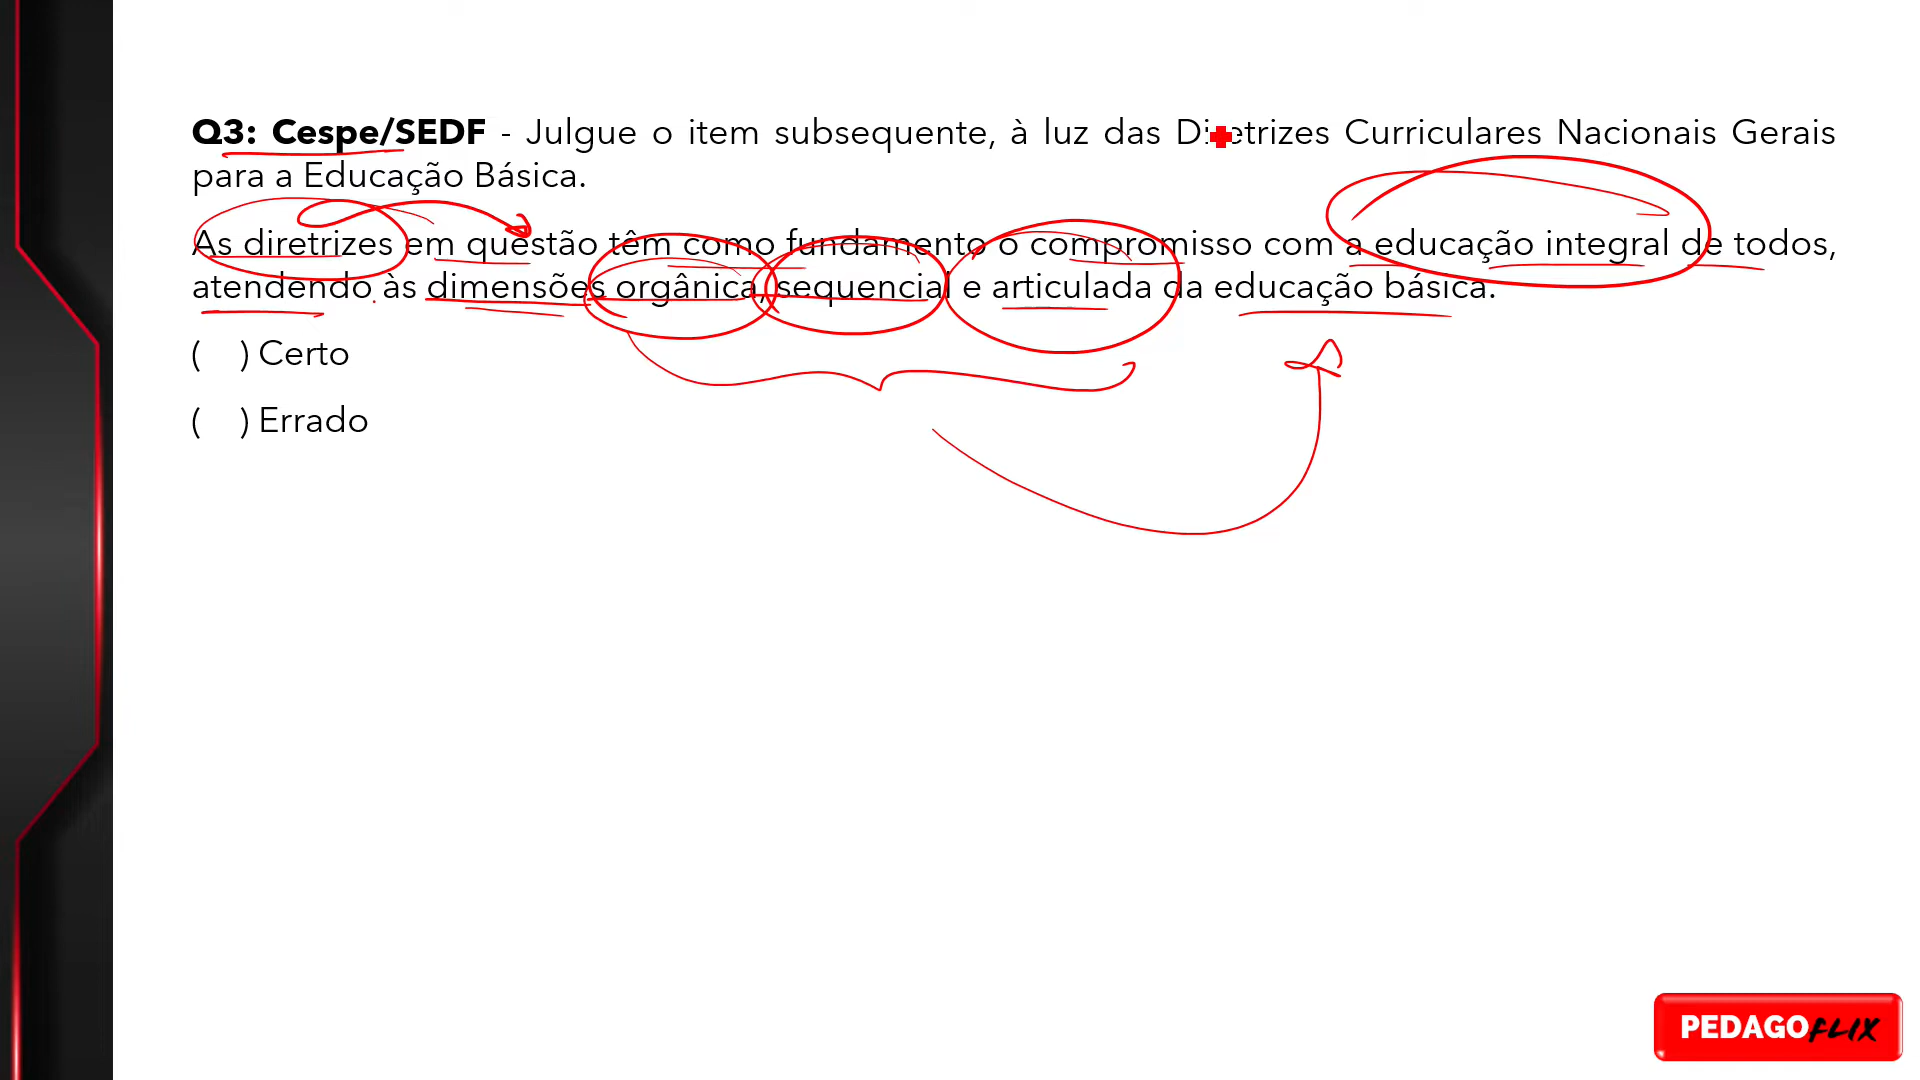 Q3: Cespe/SEDF - Julgue o item subsequente, à luz das Diretrizes Curriculares Nacionais Gerais
para a Educação Básica.
As diretrizes em questão têm como fundamento o compromisso com a educação integral de todos,
atendendo às dimensões orgânica, sequencial e articulada da educação básica.
( ) Certo
( ) Errado
PEDAGOFLIX